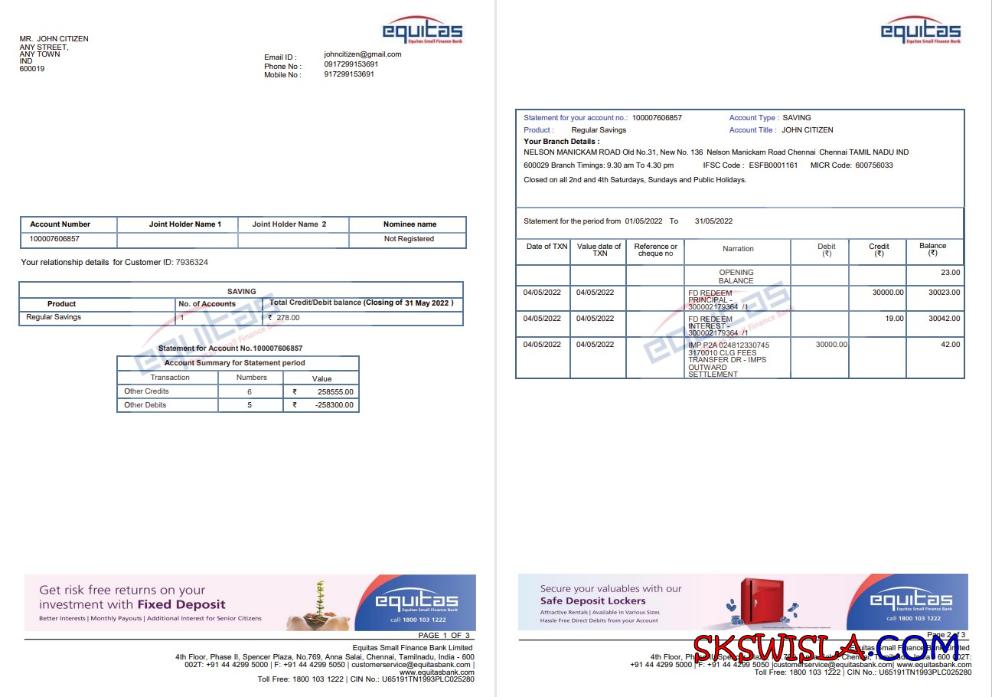 equitas
Equitas Small Finance Bank
MR. JOHN CITIZEN
ANY STREET,
ANY TOWN
IND
600019
Email ID : johncitizen@gmail.com
Phone No : 0917299153691
Mobile No : 917299153691
Account Number Joint Holder Name 1 Joint Holder Name 2 Nominee name
100007606857 Not Registered
Your relationship details for Customer ID: 7936324
SAVING
Product No. of Accounts Total Credit/Debit balance (Closing of 31 May 2022 )
Regular Savings 1 ₹ 278.00
equitas
Statement for Account No.100007606857
Account Summary for Statement period
Transaction Numbers Value
Other Credits 6 ₹ 258555.00
Other Debits 5 ₹ -258300.00
Get risk free returns on your
investment with Fixed Deposit
Better Interests | Monthly Payouts | Additional Interest for Senior Citizens
equitas
Equitas Small Finance Bank
call 1800 103 1222
PAGE 1 OF 3
Equitas Small Finance Bank Limited
4th Floor, Phase II, Spencer Plaza, No.769, Anna Salai, Chennai, Tamilnadu, India - 600
002T: +91 44 4299 5000 | F: +91 44 4299 5050 | customerservice@equitasbank.com |
www.equitasbank.com
Toll Free: 1800 103 1222 | CIN No.: U65191TN1993PLC025280
equitas
Equitas Small Finance Bank
Statement for your account no.: 100007606857 Account Type : SAVING
Product : Regular Savings Account Title : JOHN CITIZEN
Your Branch Details :
NELSON MANICKAM ROAD Old No.31, New No. 136 Nelson Manickam Road Chennai Chennai TAMIL NADU IND
600029 Branch Timings: 9.30 am To 4.30 pm IFSC Code : ESFB0001161 MICR Code: 600756033
Closed on all 2nd and 4th Saturdays, Sundays and Public Holidays.
Statement for the period from 01/05/2022 To 31/05/2022
Date of TXN Value date of TXN Reference or cheque no Narration Debit (₹) Credit (₹) Balance (₹)
OPENING BALANCE 23.00
04/05/2022 04/05/2022 FD REDEEM PRINCIPAL - 300002179364 /1 30000.00 30023.00
04/05/2022 04/05/2022 FD REDEEM INTEREST - 300002179364 /1 19.00 30042.00
04/05/2022 04/05/2022 IMP P2A 024812330745 3170010 CLG FEES TRANSFER DR - IMPS OUTWARD SETTLEMENT 30000.00 42.00
equitas
Small Finance Bank
Secure your valuables with our
Safe Deposit Lockers
Attractive Rentals | Available in Various Sizes
Hassle Free Direct Debits from your Account
equitas
Equitas Small Finance Bank
call 1800 103 1222
Page 2 of 3
SKSWISLA.COM
4th Floor,
+91 44 4299 5000 | F: +91 44 4299 5050 |customerservice@equitasbank.com| www.equitasbank.com
Toll Free: 1800 103 1222 | CIN No.: U65191TN1993PLC025280